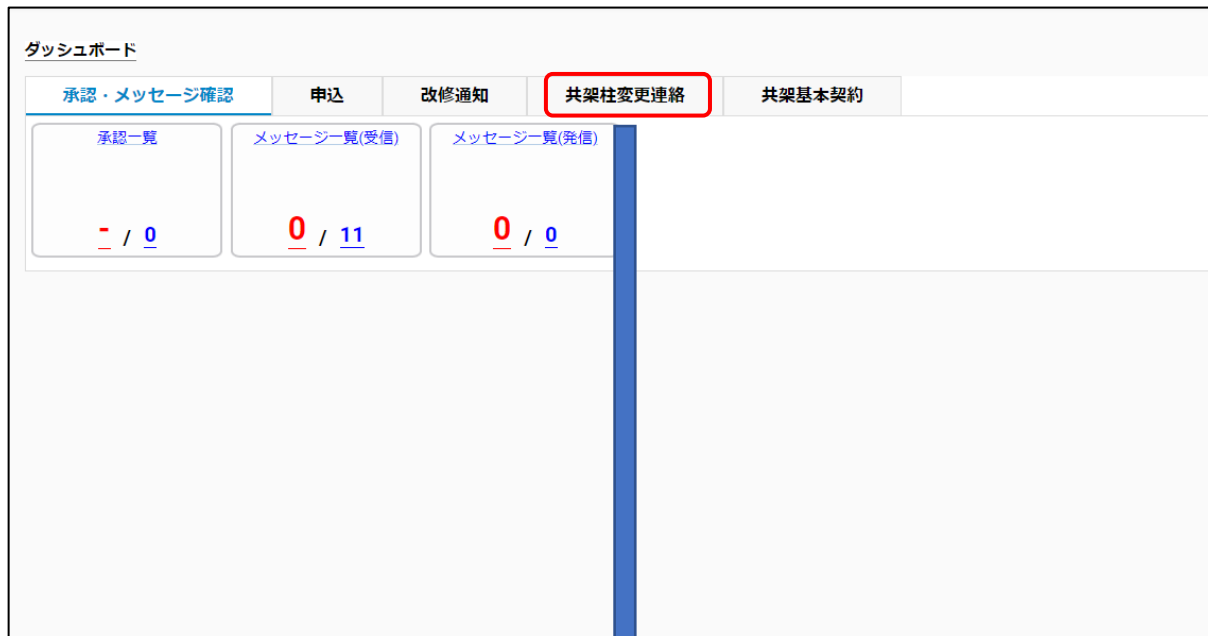 ダッシュボード
承認・メッセージ確認 申込 改修通知 共架柱変更連絡 共架基本契約
承認一覧 メッセージ一覧(受信) メッセージ一覧(発信)
- / 0 0 / 11 0 / 0